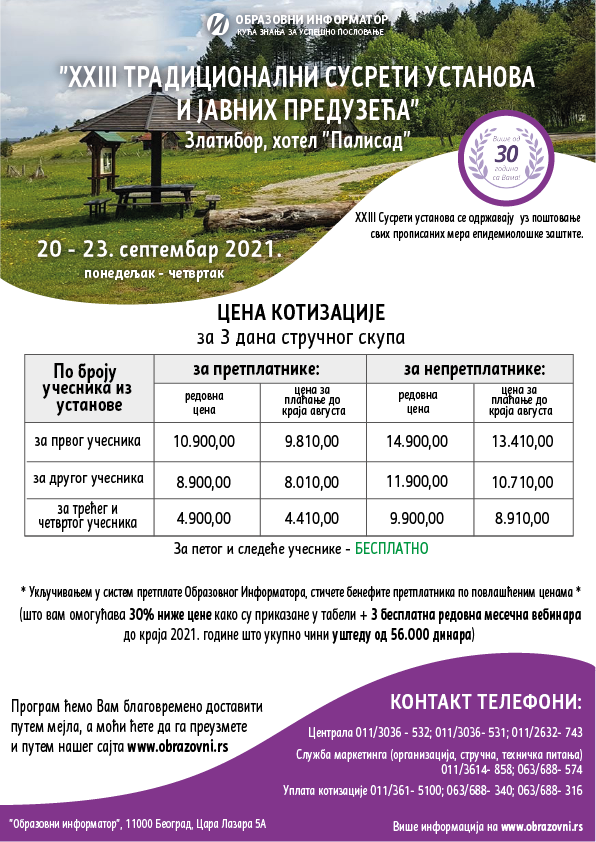 ОБРАЗОВНИ ИНФОРМАТОР
КУЋА ЗНАЊА ЗА УСПЕШНО ПОСЛОВАЊЕ
"XXIII ТРАДИЦИОНАЛНИ СУСРЕТИ УСТАНОВА
И ЈАВНИХ ПРЕДУЗЕЋА"
Златибор, хотел "Палисад"
Више од
30
година
са Вама!
XXIII Сусрети установа се одржавају уз поштовање
свих прописаних мера епидемиолошке заштите.
20 - 23. септембар 2021.
понедељак - четвртак
ЦЕНА КОТИЗАЦИЈЕ
за 3 дана стручног скупа
По броју
учесника из
установе
за претплатнике:
за непретплатнике:
редовна
цена
цена за
плаћање до
краја августа
редовна
цена
цена за
плаћање до
краја августа
за првог учесника 10.900,00 9.810,00 14.900,00 13.410,00
за другог учесника 8.900,00 8.010,00 11.900,00 10.710,00
за трећег и
четвртог учесника 4.900,00 4.410,00 9.900,00 8.910,00
За петог и следеће учеснике - БЕСПЛАТНО
* Укључивањем у систем претплате Образовног Информатора, стичете бенефите претплатника по повлашћеним ценама *
(што вам омогућава 30% ниже цене како су приказане у табели + 3 бесплатна редовна месечна вебинара
до краја 2021. године што укупно чини уштеду од 56.000 динара)
Програм ћемо Вам благовремено доставити
путем мејла, а моћи ћете да га преузмете
и путем нашег сајта www.obrazovni.rs
КОНТАКТ ТЕЛЕФОНИ:
Централа 011/3036 - 532; 011/3036- 531; 011/2632- 743
Служба маркетинга (организација, стручна, техничка питања)
011/3614- 858; 063/688- 574
Уплата котизације 011/361- 5100; 063/688- 340; 063/688- 316
"Образовни информатор", 11000 Београд, Цара Лазара 5А
Више информација на www.obrazovni.rs